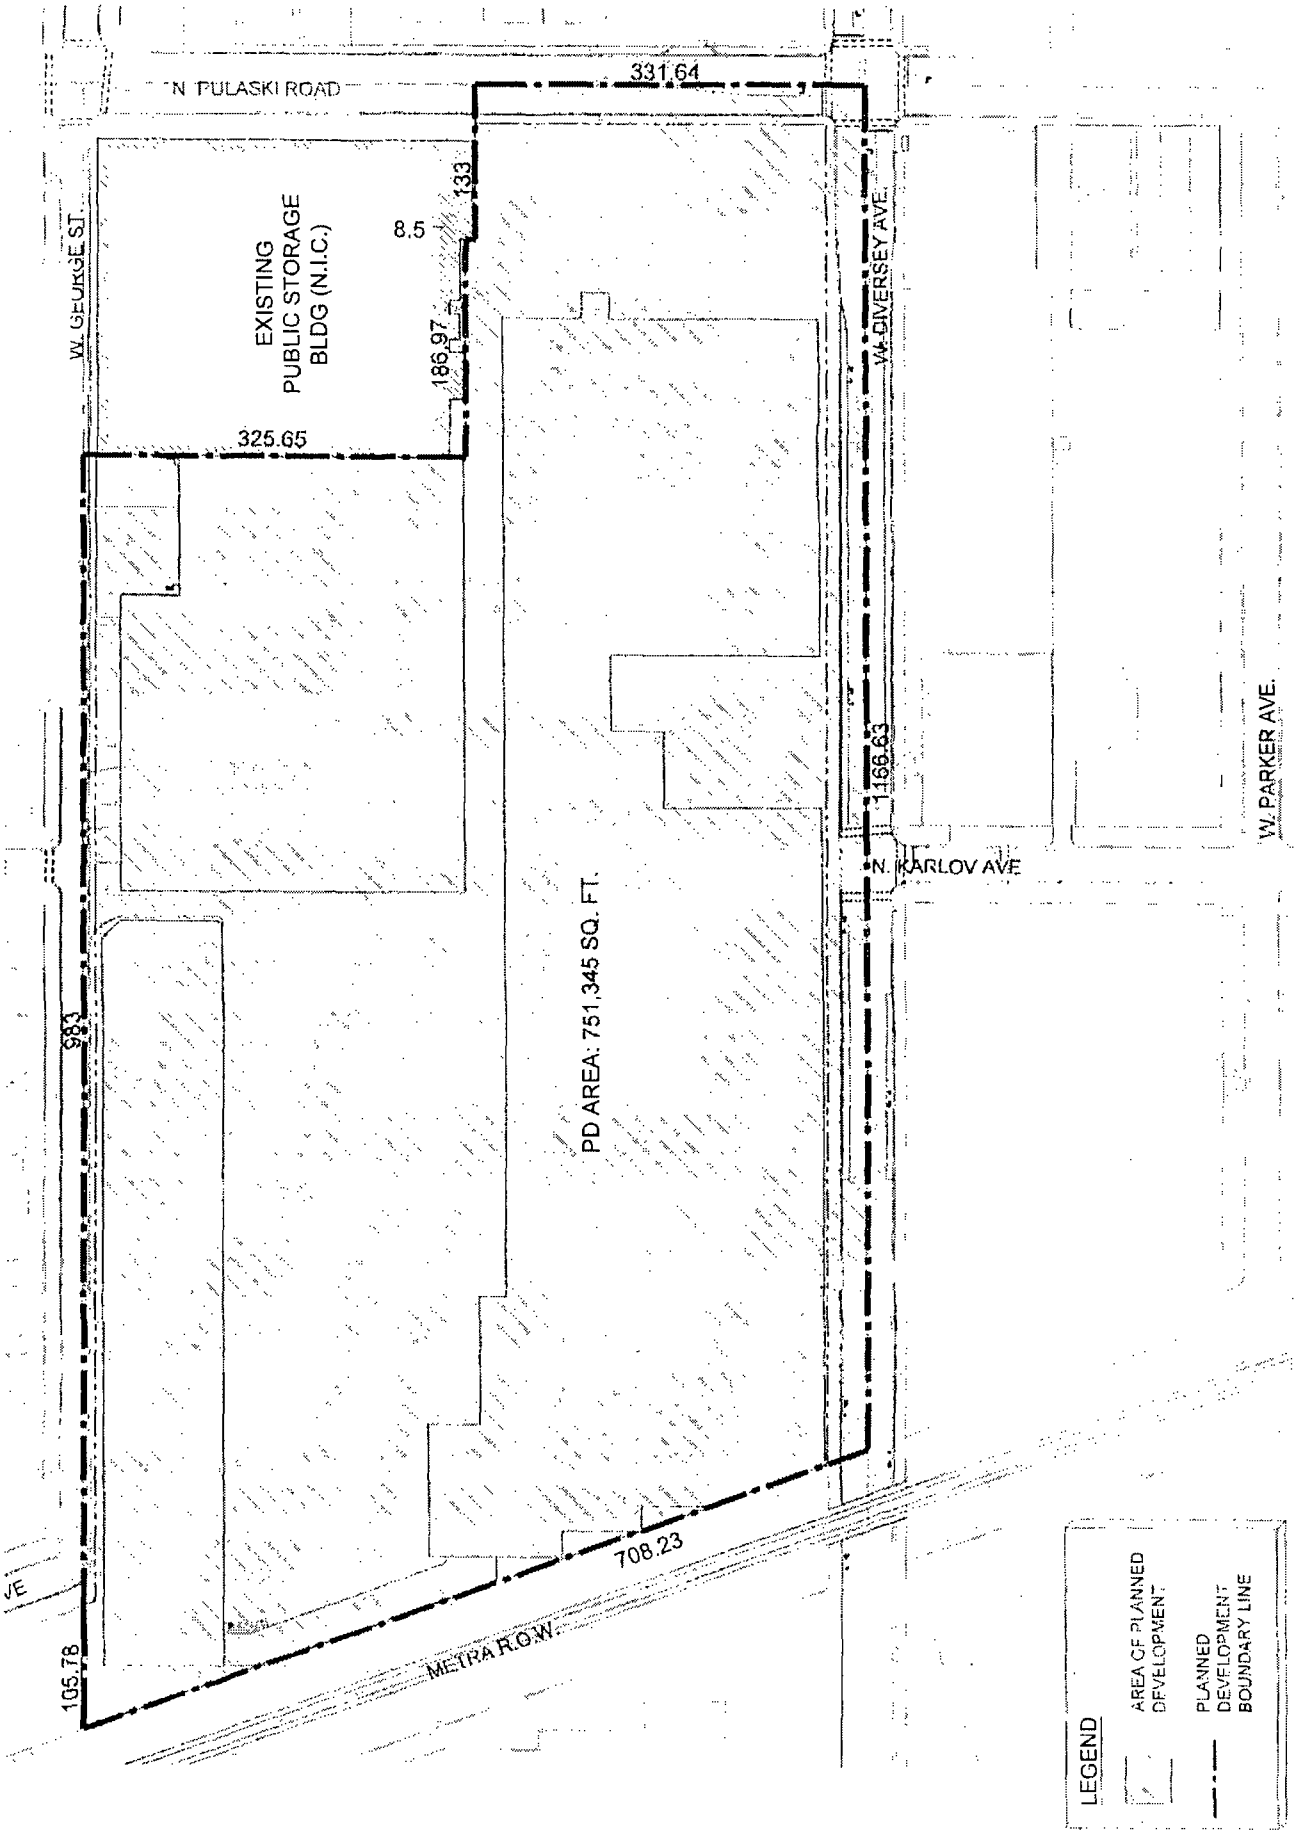 N. PULASKI ROAD
331.64
W. GEORGE ST.
EXISTING
PUBLIC STORAGE
BLDG (N.I.C.)
133
8.5
186.97
325.65
W. DIVERSEY AVE.
983
PD AREA: 751,345 SQ. FT.
1166.63
N. KARLOV AVE
W. PARKER AVE.
VE
105.78
708.23
METRA R.O.W.
LEGEND
AREA OF PLANNED
DEVELOPMENT
PLANNED
DEVELOPMENT
BOUNDARY LINE